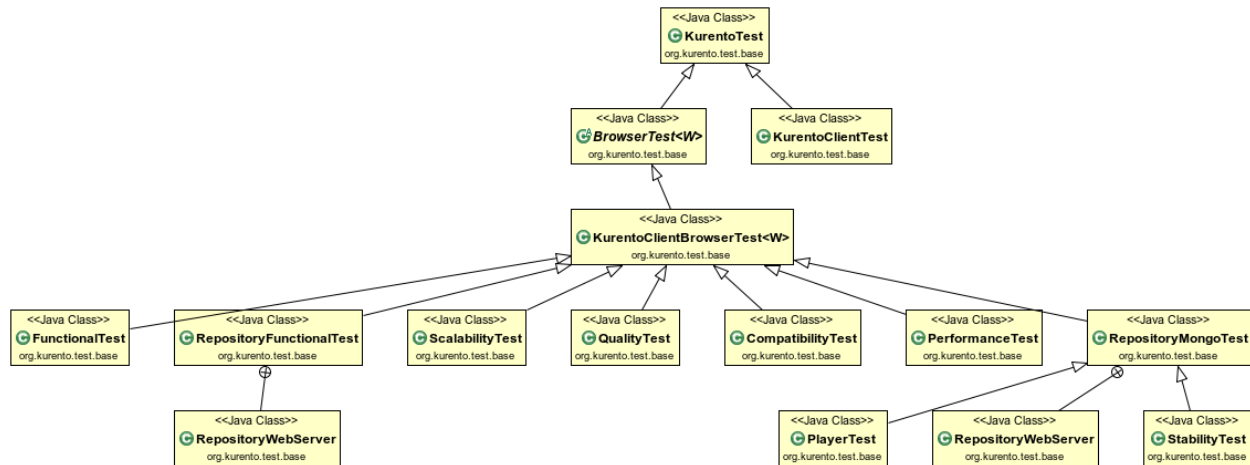 <<Java Class>>
KurentoTest
org.kurento.test.base
<<Java Class>>
BrowserTest<W>
org.kurento.test.base
<<Java Class>>
KurentoClientTest
org.kurento.test.base
<<Java Class>>
KurentoClientBrowserTest<W>
org.kurento.test.base
<<Java Class>>
FunctionalTest
org.kurento.test.base
<<Java Class>>
RepositoryFunctionalTest
org.kurento.test.base
<<Java Class>>
ScalabilityTest
org.kurento.test.base
<<Java Class>>
QualityTest
org.kurento.test.base
<<Java Class>>
CompatibilityTest
org.kurento.test.base
<<Java Class>>
PerformanceTest
org.kurento.test.base
<<Java Class>>
RepositoryMongoTest
org.kurento.test.base
<<Java Class>>
RepositoryWebServer
org.kurento.test.base
<<Java Class>>
PlayerTest
org.kurento.test.base
<<Java Class>>
RepositoryWebServer
org.kurento.test.base
<<Java Class>>
StabilityTest
org.kurento.test.base